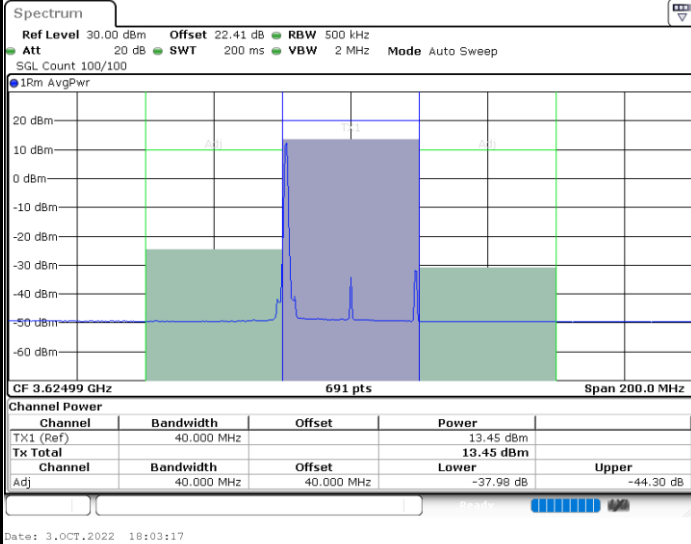 Spectrum
Ref Level 30.00 dBm Offset 22.41 dB RBW 500 kHz
Att 20 dB SWT 200 ms VBW 2 MHz Mode Auto Sweep
SGL Count 100/100
1Rm AvgPwr
20 dBm
TX1
Adj Adj
10 dBm
0 dBm
-10 dBm
-20 dBm
-30 dBm
-40 dBm
-50 dBm
-60 dBm
CF 3.62499 GHz 691 pts Span 200.0 MHz
Channel Power
Channel Bandwidth Offset Power
TX1 (Ref) 40.000 MHz 13.45 dBm
Tx Total 13.45 dBm
Channel Bandwidth Offset Lower Upper
Adj 40.000 MHz 40.000 MHz -37.98 dB -44.30 dB
Ready
Date: 3.OCT.2022 18:03:17